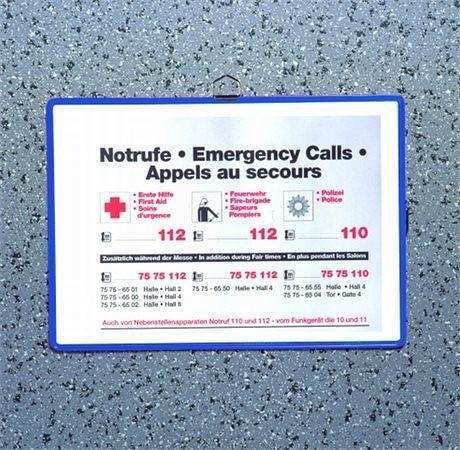 Notrufe • Emergency Calls •
Appels au secours
• Erste Hilfe
• First Aid
• Soins
d'urgence
• Feuerwehr
• Fire-brigade
• Sapeurs
Pompiers
• Polizei
• Police
112
112
110
Zusätzlich während der Messe • In addition during Fair times • En plus pendant les Salons
75 75 112
75 75 112
75 75 110
75 75 - 65 01 Halle • Hall 2
75 75 - 65 00 Halle • Hall 4
75 75 - 65 02 Halle • Hall 8
75 75 - 65 50 Halle • Hall 4
75 75 - 65 55 Halle • Hall 4
75 75 - 65 04 Tor • Gate 4
Auch von Nebenstellenapparaten Notruf 110 und 112 - vom Funkgerät die 10 und 11